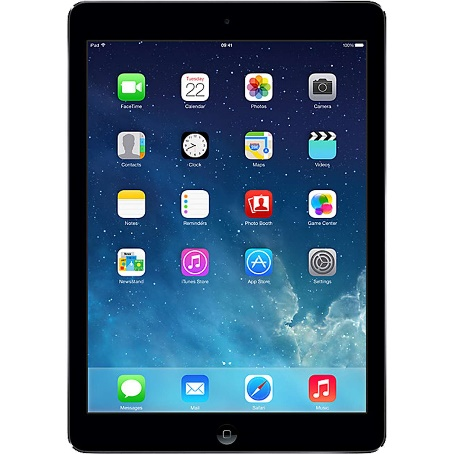 iPad 09:41 100%
Tuesday
22
FaceTime Calendar Photos Camera
280
Contacts Clock Maps Videos
Notes Reminders Photo Booth Game Center
Newsstand iTunes Store App Store Settings
Messages Mail Safari Music